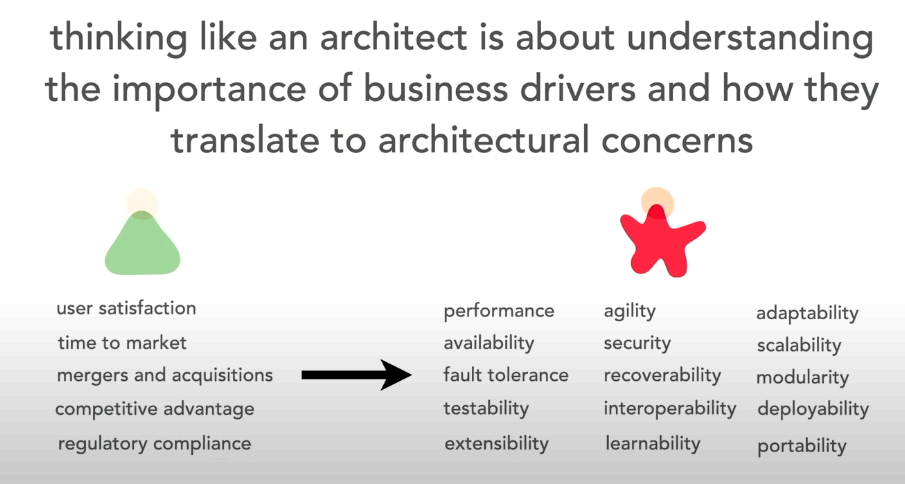 thinking like an architect is about understanding
the importance of business drivers and how they
translate to architectural concerns
user satisfaction
time to market
mergers and acquisitions
competitive advantage
regulatory compliance
performance
availability
fault tolerance
testability
extensibility
agility
security
recoverability
interoperability
learnability
adaptability
scalability
modularity
deployability
portability